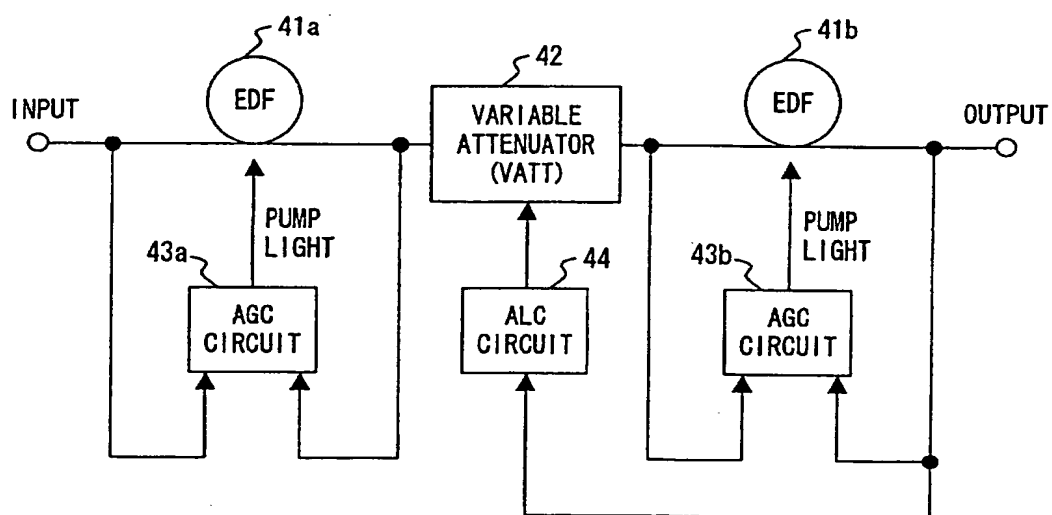 41a
41b
42
EDF
EDF
INPUT
VARIABLE
ATTENUATOR
(VATT)
OUTPUT
PUMP
LIGHT
PUMP
LIGHT
43a
44
43b
AGC
CIRCUIT
ALC
CIRCUIT
AGC
CIRCUIT